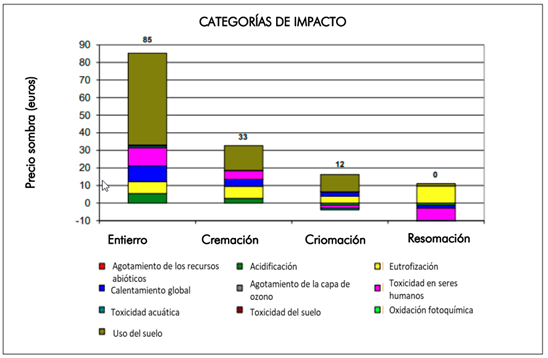 CATEGORÍAS DE IMPACTO
Precio sombra (euros)
90
80
70
60
50
40
30
20
10
0
-10
85
33
12
0
Entierro Cremación Criomación Resomación
Agotamiento de los recursos abióticos
Acidificación
Eutrofización
Calentamiento global
Agotamiento de la capa de ozono
Toxicidad en seres humanos
Toxicidad acuática
Toxicidad del suelo
Oxidación fotoquímica
Uso del suelo